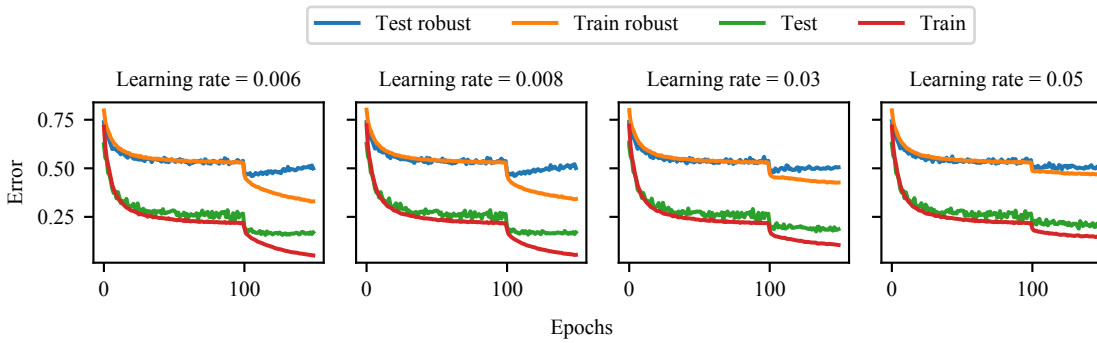 Test robust Train robust Test Train
Learning rate = 0.006 Learning rate = 0.008 Learning rate = 0.03 Learning rate = 0.05
0.75
0.50
0.25
Error
0 100 0 100 0 100 0 100
Epochs